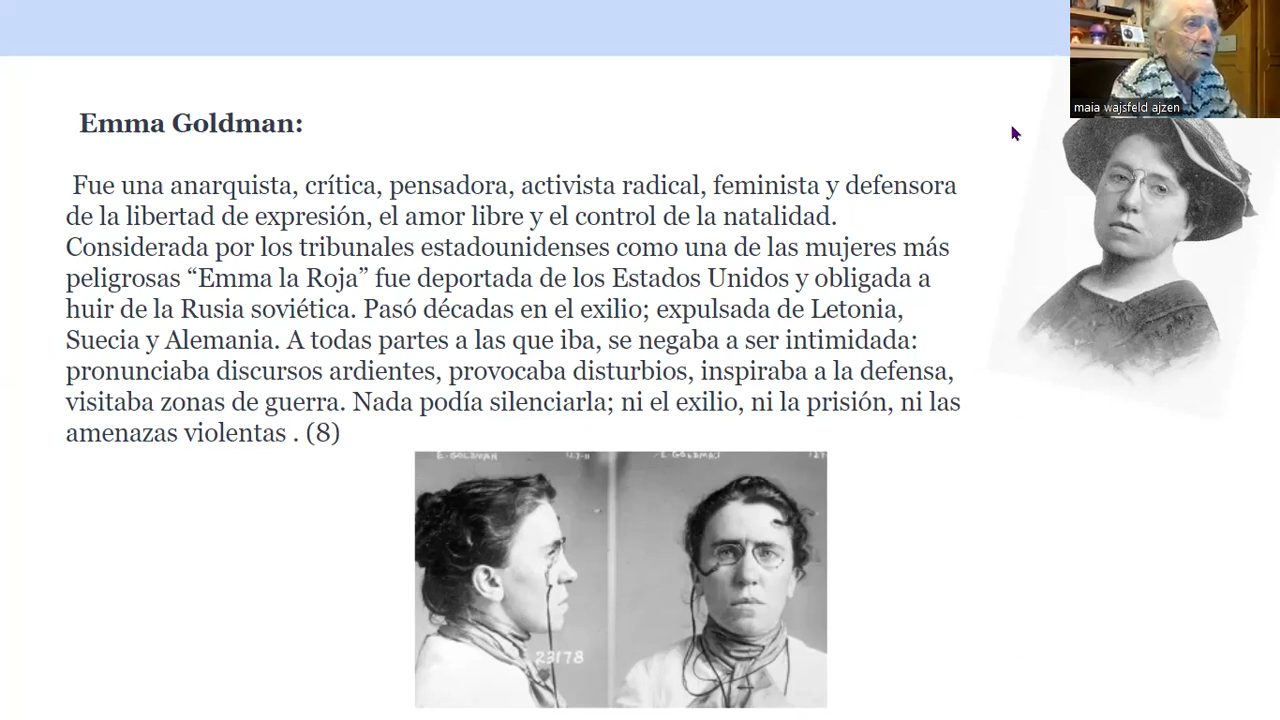 maia wajsfeld ajzen
Emma Goldman:
Fue una anarquista, crítica, pensadora, activista radical, feminista y defensora
de la libertad de expresión, el amor libre y el control de la natalidad.
Considerada por los tribunales estadounidenses como una de las mujeres más
peligrosas “Emma la Roja” fue deportada de los Estados Unidos y obligada a
huir de la Rusia soviética. Pasó décadas en el exilio; expulsada de Letonia,
Suecia y Alemania. A todas partes a las que iba, se negaba a ser intimidada:
pronunciaba discursos ardientes, provocaba disturbios, inspiraba a la defensa,
visitaba zonas de guerra. Nada podía silenciarla; ni el exilio, ni la prisión, ni las
amenazas violentas . (8)
E. GOLDMAN
E. GOLDMAN
23178